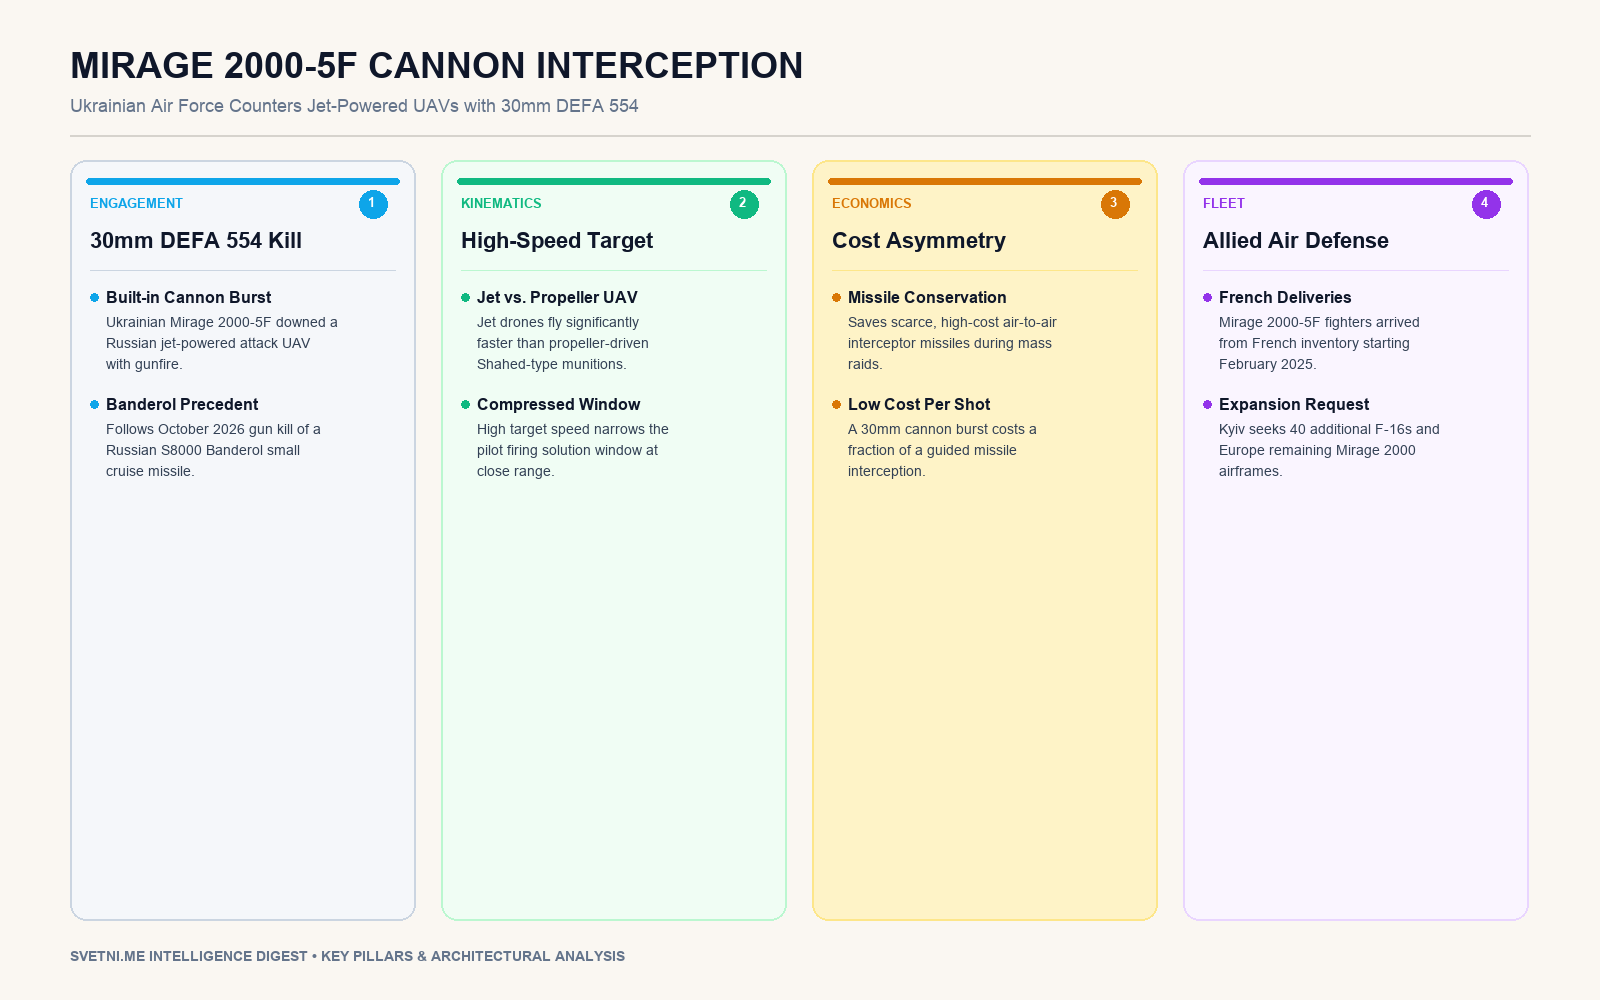 MIRAGE 2000-5F CANNON INTERCEPTION
Ukrainian Air Force Counters Jet-Powered UAVs with 30mm DEFA 554
ENGAGEMENT
1
30mm DEFA 554 Kill
Built-in Cannon Burst
Ukrainian Mirage 2000-5F downed a
Russian jet-powered attack UAV
with gunfire.
Banderol Precedent
Follows October 2026 gun kill of a
Russian S8000 Banderol small
cruise missile.
KINEMATICS
2
High-Speed Target
Jet vs. Propeller UAV
Jet drones fly significantly
faster than propeller-driven
Shahed-type munitions.
Compressed Window
High target speed narrows the
pilot firing solution window at
close range.
ECONOMICS
3
Cost Asymmetry
Missile Conservation
Saves scarce, high-cost air-to-air
interceptor missiles during mass
raids.
Low Cost Per Shot
A 30mm cannon burst costs a
fraction of a guided missile
interception.
FLEET
4
Allied Air Defense
French Deliveries
Mirage 2000-5F fighters arrived
from French inventory starting
February 2025.
Expansion Request
Kyiv seeks 40 additional F-16s and
Europe remaining Mirage 2000
airframes.
SVETNI.ME INTELLIGENCE DIGEST • KEY PILLARS & ARCHITECTURAL ANALYSIS